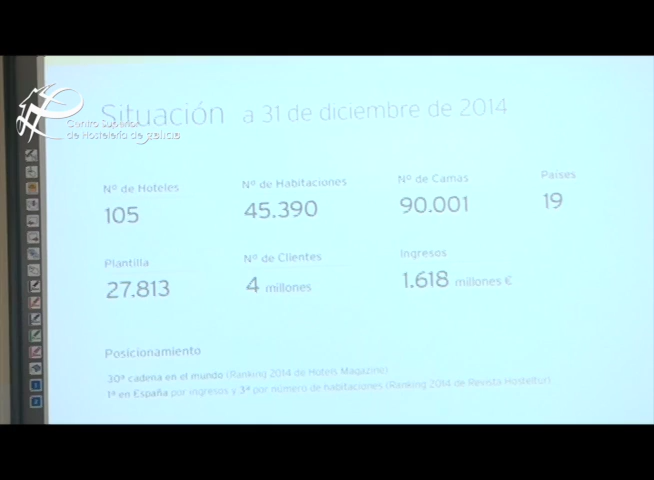 Situación a 31 de diciembre de 2014
Centro Superior
de Hostelería de galicia
Nº de Hoteles
105
Nº de Habitaciones
45.390
Nº de Camas
90.001
Países
19
Plantilla
27.813
Nº de Clientes
4 millones
Ingresos
1.618 millones €
Posicionamiento
30ª cadena en el mundo (Ranking 2014 de Hotels Magazine)
1ª en España por ingresos y 3ª por número de habitaciones (Ranking 2014 de Revista Hosteltur)